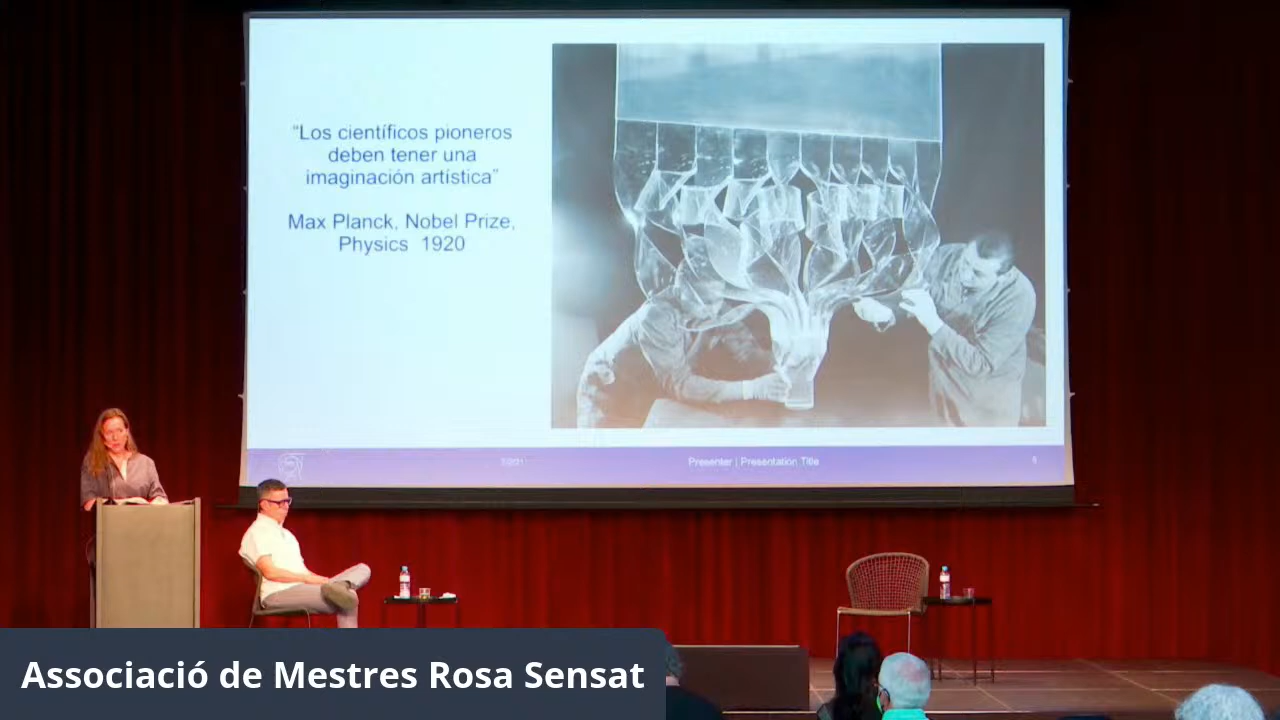 “Los científicos pioneros
deben tener una
imaginación artística”
Max Planck, Nobel Prize,
Physics 1920
Presenter | Presentation Title
Associació de Mestres Rosa Sensat